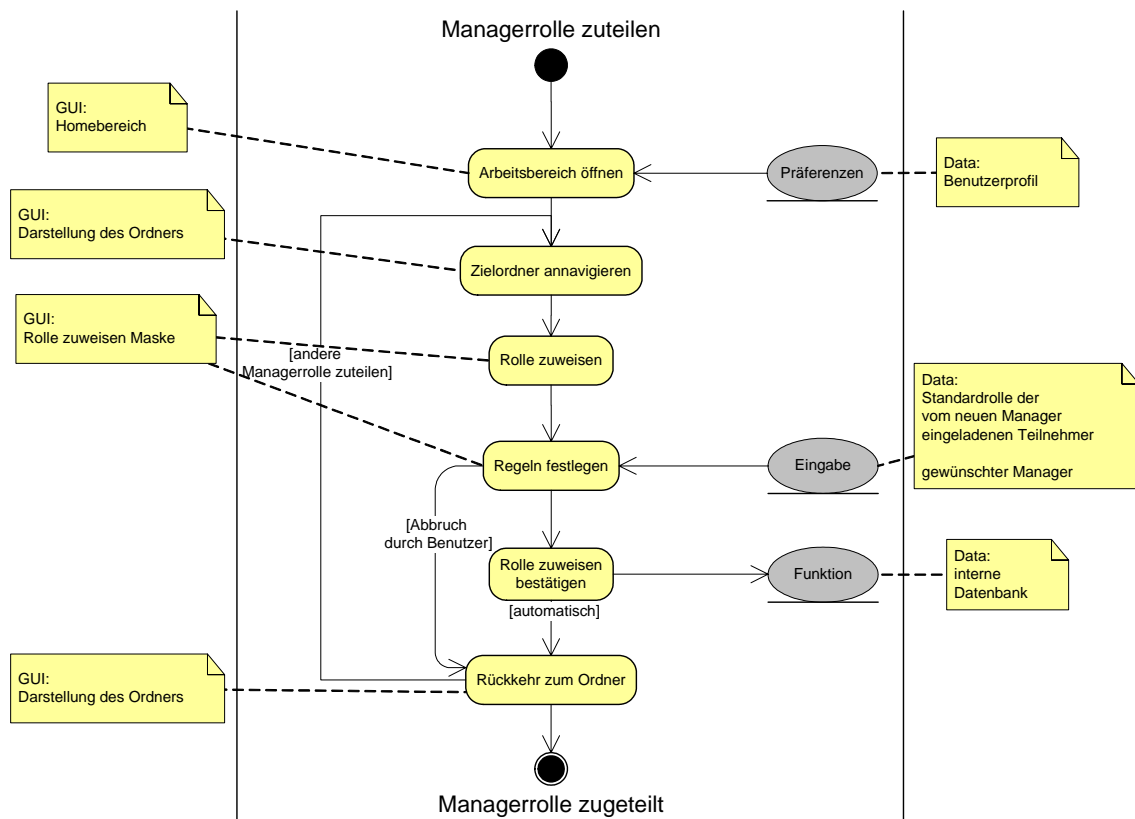 Managerrolle zuteilen
GUI:
Homebereich
Arbeitsbereich öffnen
Präferenzen
Data:
Benutzerprofil
GUI:
Darstellung des Ordners
Zielordner annavigieren
GUI:
Rolle zuweisen Maske
Rolle zuweisen
[andere
Managerrolle zuteilen]
Data:
Standardrolle der
vom neuen Manager
eingeladenen Teilnehmer
gewünschter Manager
Regeln festlegen
Eingabe
[Abbruch
durch Benutzer]
Rolle zuweisen
bestätigen
Funktion
Data:
interne
Datenbank
[automatisch]
GUI:
Darstellung des Ordners
Rückkehr zum Ordner
Managerrolle zugeteilt